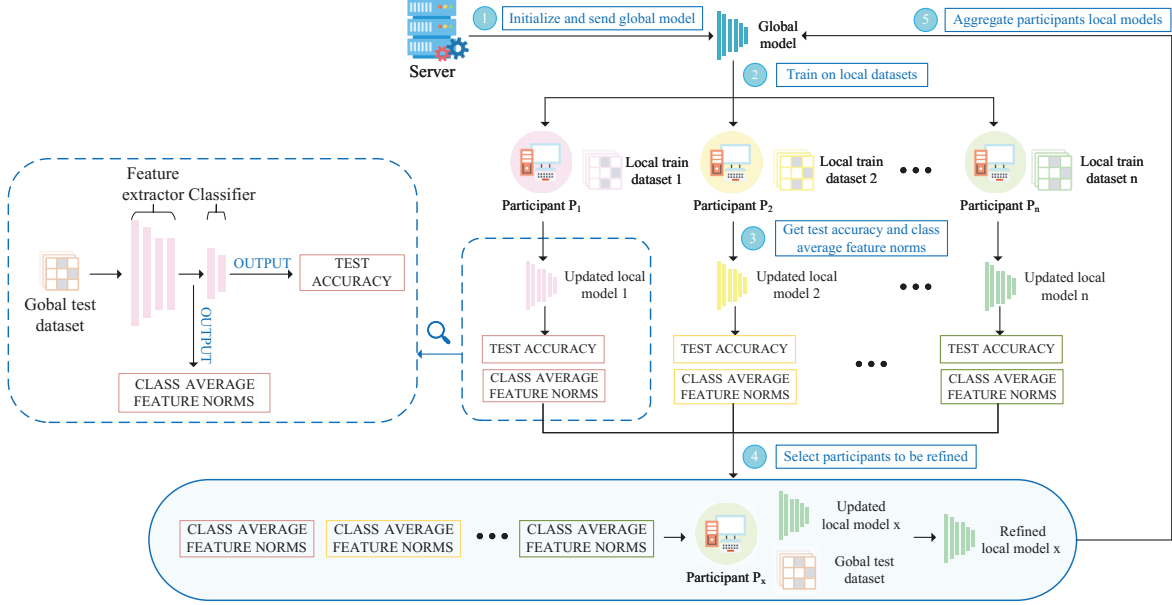 1
Initialize and send global model
Server
Global
model
5
Aggregate participants local models
2
Train on local datasets
Local train
dataset 1
Participant P1
Local train
dataset 2
Participant P2
Local train
dataset n
Participant Pn
3
Get test accuracy and class
average feature norms
Feature
extractor
Classifier
Gobal test
dataset
OUTPUT
TEST
ACCURACY
OUTPUT
CLASS AVERAGE
FEATURE NORMS
Updated local
model 1
TEST ACCURACY
CLASS AVERAGE
FEATURE NORMS
Updated local
model 2
TEST ACCURACY
CLASS AVERAGE
FEATURE NORMS
Updated local
model n
TEST ACCURACY
CLASS AVERAGE
FEATURE NORMS
4
Select participants to be refined
CLASS AVERAGE
FEATURE NORMS
CLASS AVERAGE
FEATURE NORMS
CLASS AVERAGE
FEATURE NORMS
Participant Px
Updated
local model x
Gobal test
dataset
Refined
local model x